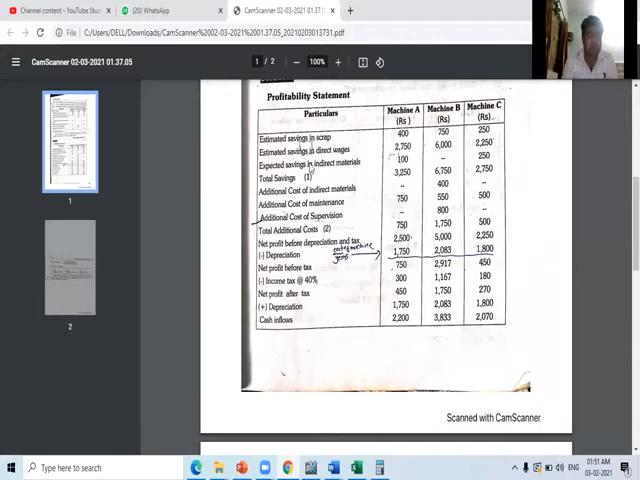 Channel content - YouTube Stu
(20) WhatsApp
CamScanner 02-03-2021 01.37.05
File C:/Users/DELL/Downloads/CamScanner%2002-03-2021%2001.37.05_20210203013731.pdf
CamScanner 02-03-2021 01.37.05
1 / 2
100%
1
2
Profitability Statement
Particulars Machine A (Rs) Machine B (Rs) Machine C (Rs)
Estimated savings in scrap 400 750 250
Estimated savings in direct wages 2,750 6,000 2,250
Expected savings in indirect materials 100 -- 250
Total Savings (1) 3,250 6,750 2,750
Additional Cost of indirect materials -- 400 --
Additional Cost of maintenance 750 550 500
Additional Cost of Supervision -- 800 --
Total Additional Costs (2) 750 1,750 500
Net profit before depreciation and tax 2,500 5,000 2,250
(-) Depreciation 1,750 2,083 1,800
Net profit before tax 750 2,917 450
(-) Income tax @ 40% 300 1,167 180
Net profit after tax 450 1,750 270
(+) Depreciation 1,750 2,083 1,800
Cash inflows 2,200 3,833 2,070
Scanned with CamScanner
Type here to search
ENG
01:51 AM
03-02-2021